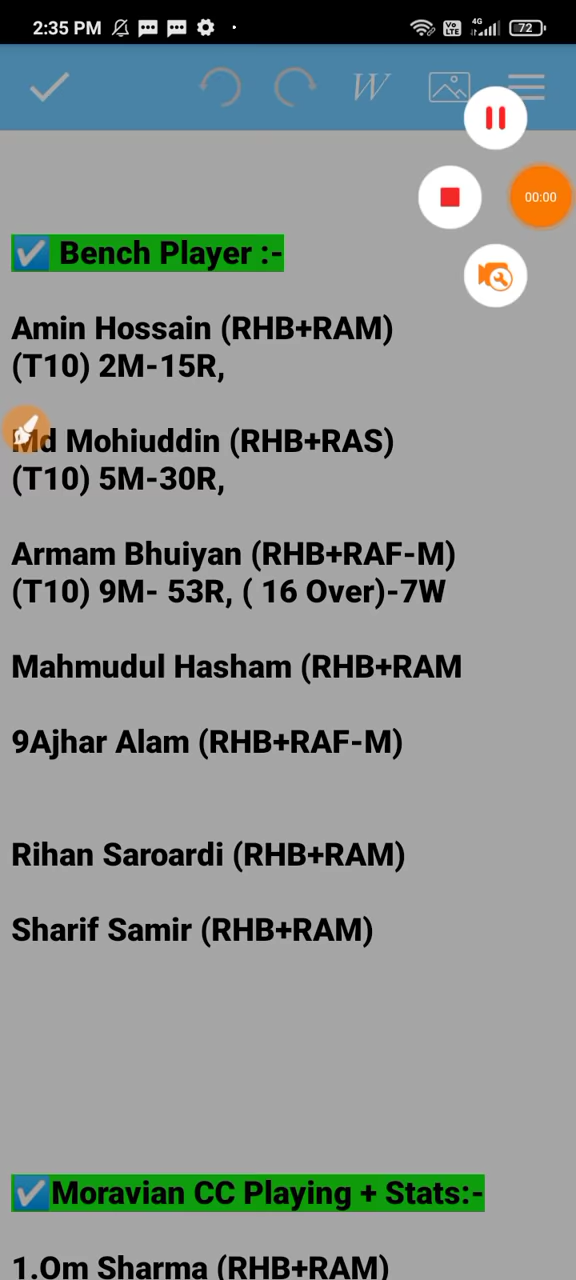 2:35 PM
Vo LTE
4G
72
W
00:00
✅ Bench Player :-
Amin Hossain (RHB+RAM)
(T10) 2M-15R,
Md Mohiuddin (RHB+RAS)
(T10) 5M-30R,
Armam Bhuiyan (RHB+RAF-M)
(T10) 9M- 53R, ( 16 Over)-7W
Mahmudul Hasham (RHB+RAM
9Ajhar Alam (RHB+RAF-M)
Rihan Saroardi (RHB+RAM)
Sharif Samir (RHB+RAM)
✅Moravian CC Playing + Stats:-
1.Om Sharma (RHB+RAM)